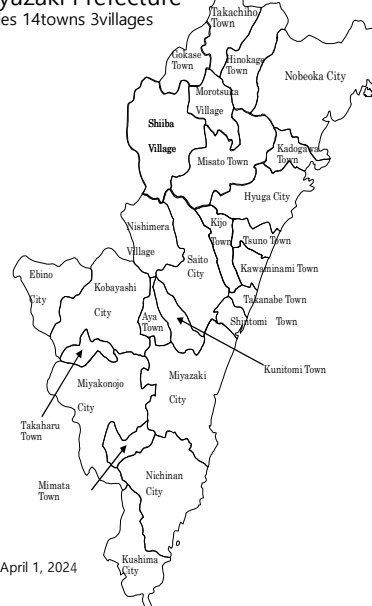 yazaki Prefecture
ies 14towns 3villages
Takachiho
Town
Gokase
Town
Hinokage
Town
Nobeoka City
Morotsuka
Village
Shiiba
Village
Misato Town
Kadogawa
Town
Hyuga City
Nishimera
Village
Kijo
Town
Tsuno Town
Saito
City
Kawaminami Town
Ebino
City
Kobayashi
City
Takanabe Town
Aya
Town
Shintomi Town
Kunitomi Town
Miyakonojo
City
Miyazaki
City
Takaharu
Town
Mimata
Town
Nichinan
City
Kushima
City
April 1, 2024